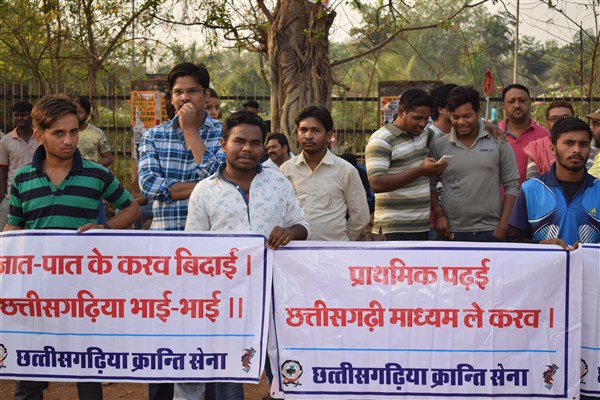 जात-पात के करव बिदाई ।
छत्तीसगढ़िया भाई-भाई ।।
छत्तीसगढ़िया क्रान्ति सेना
प्राथमिक पढ़ई
छत्तीसगढ़ी माध्यम ले करव ।
छत्तीसगढ़िया क्रान्ति सेना